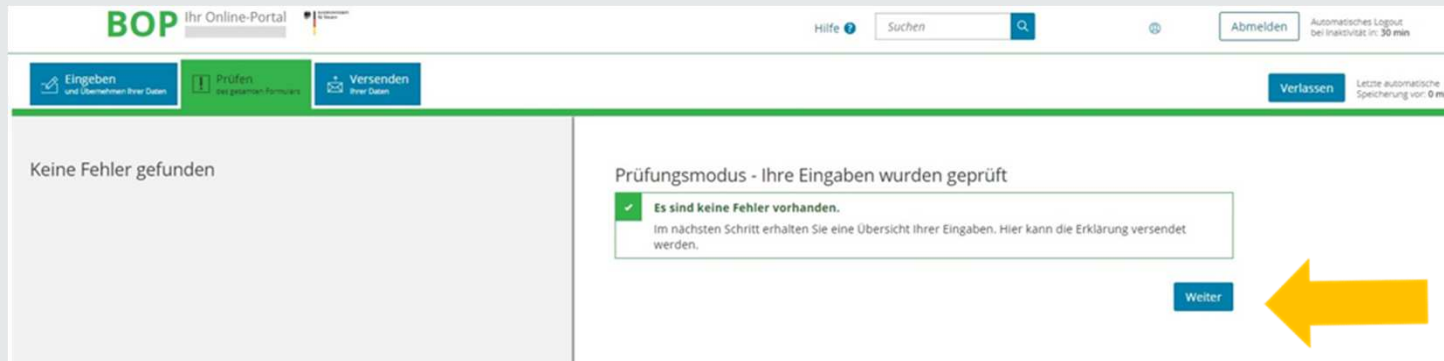 BOP Ihr Online-Portal
Hilfe ?
Suchen
Abmelden
Automatisches Logout
bei Inaktivität in: 30 min
Eingeben
und Übernehmen Ihrer Daten
Prüfen
des gesamten Formulars
Versenden
Ihrer Daten
Verlassen
Letzte automatische
Speicherung vor: 0 m
Keine Fehler gefunden
Prüfungsmodus - Ihre Eingaben wurden geprüft
Es sind keine Fehler vorhanden.
Im nächsten Schritt erhalten Sie eine Übersicht Ihrer Eingaben. Hier kann die Erklärung versendet
werden.
Weiter